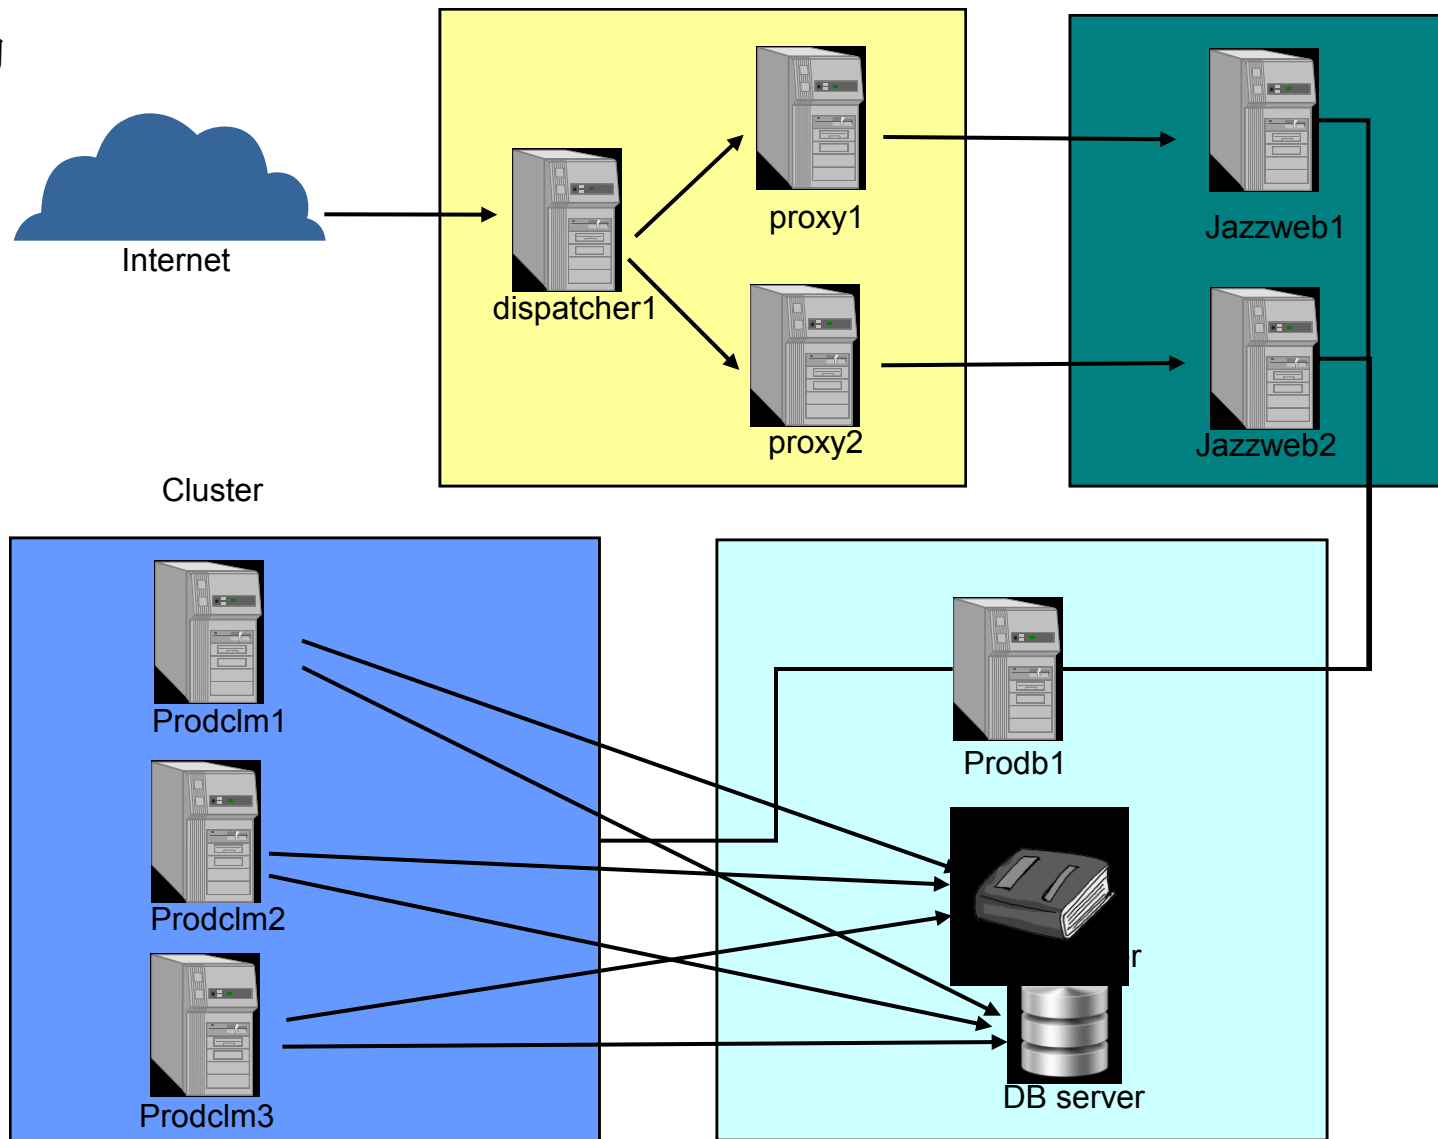 Internet
dispatcher1
proxy1
proxy2
Jazzweb1
Jazzweb2
Cluster
Prodclm1
Prodclm2
Prodclm3
Prodb1
DB server